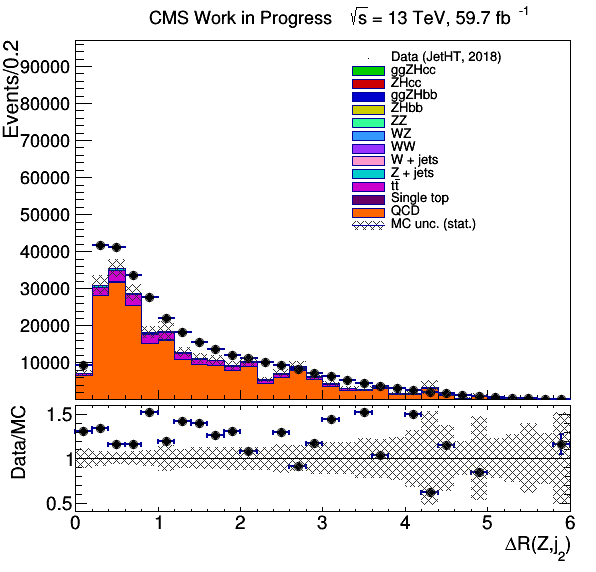 CMS Work in Progress √s = 13 TeV, 59.7 fb⁻¹
Events/0.2
90000
80000
70000
60000
50000
40000
30000
20000
10000
Data (JetHT, 2018)
ggZHcc
ZHcc
ggZHbb
ZHbb
ZZ
WZ
WW
W + jets
Z + jets
tt̄
Single top
QCD
MC unc. (stat.)
Data/MC
1.5
1
0.5
0 1 2 3 4 5 6
ΔR(Z,j₂)